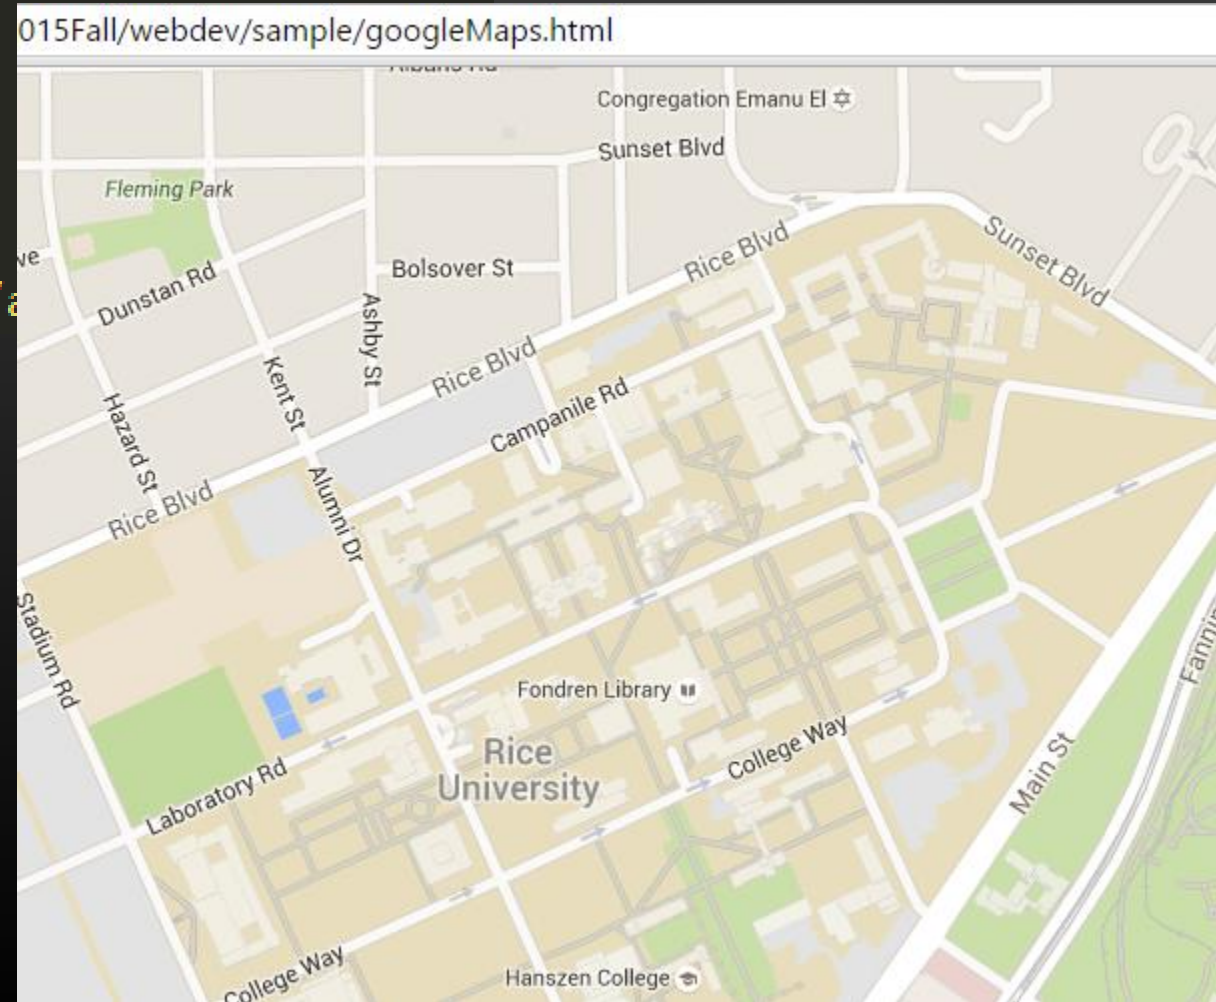 015Fall/webdev/sample/googleMaps.html
Congregation Emanu El
Sunset Blvd
Fleming Park
Rice Blvd
Sunset Blvd
ve
Dunstan Rd
Bolsover St
Ashby St
Rice Blvd
Kent St
Campanile Rd
Hazard St
Rice Blvd
Alumni Dr
Stadium Rd
Fannin
Fondren Library
Rice
University
College Way
Main St
Laboratory Rd
College Way
Hanszen College